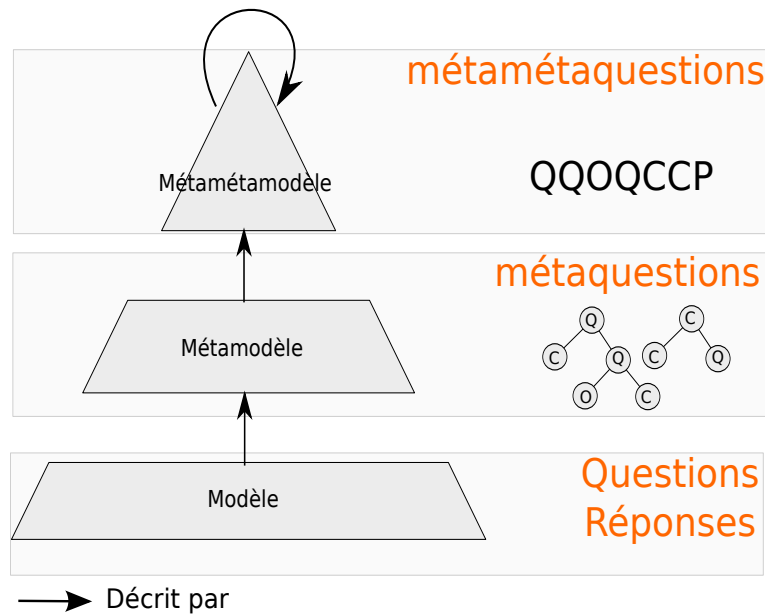 métamétaquestions
Métamétamodèle
QQOQCCP
métaquestions
Métamodèle
Q
C
C
Q
C
Q
O
C
Questions
Réponses
Modèle
Décrit par